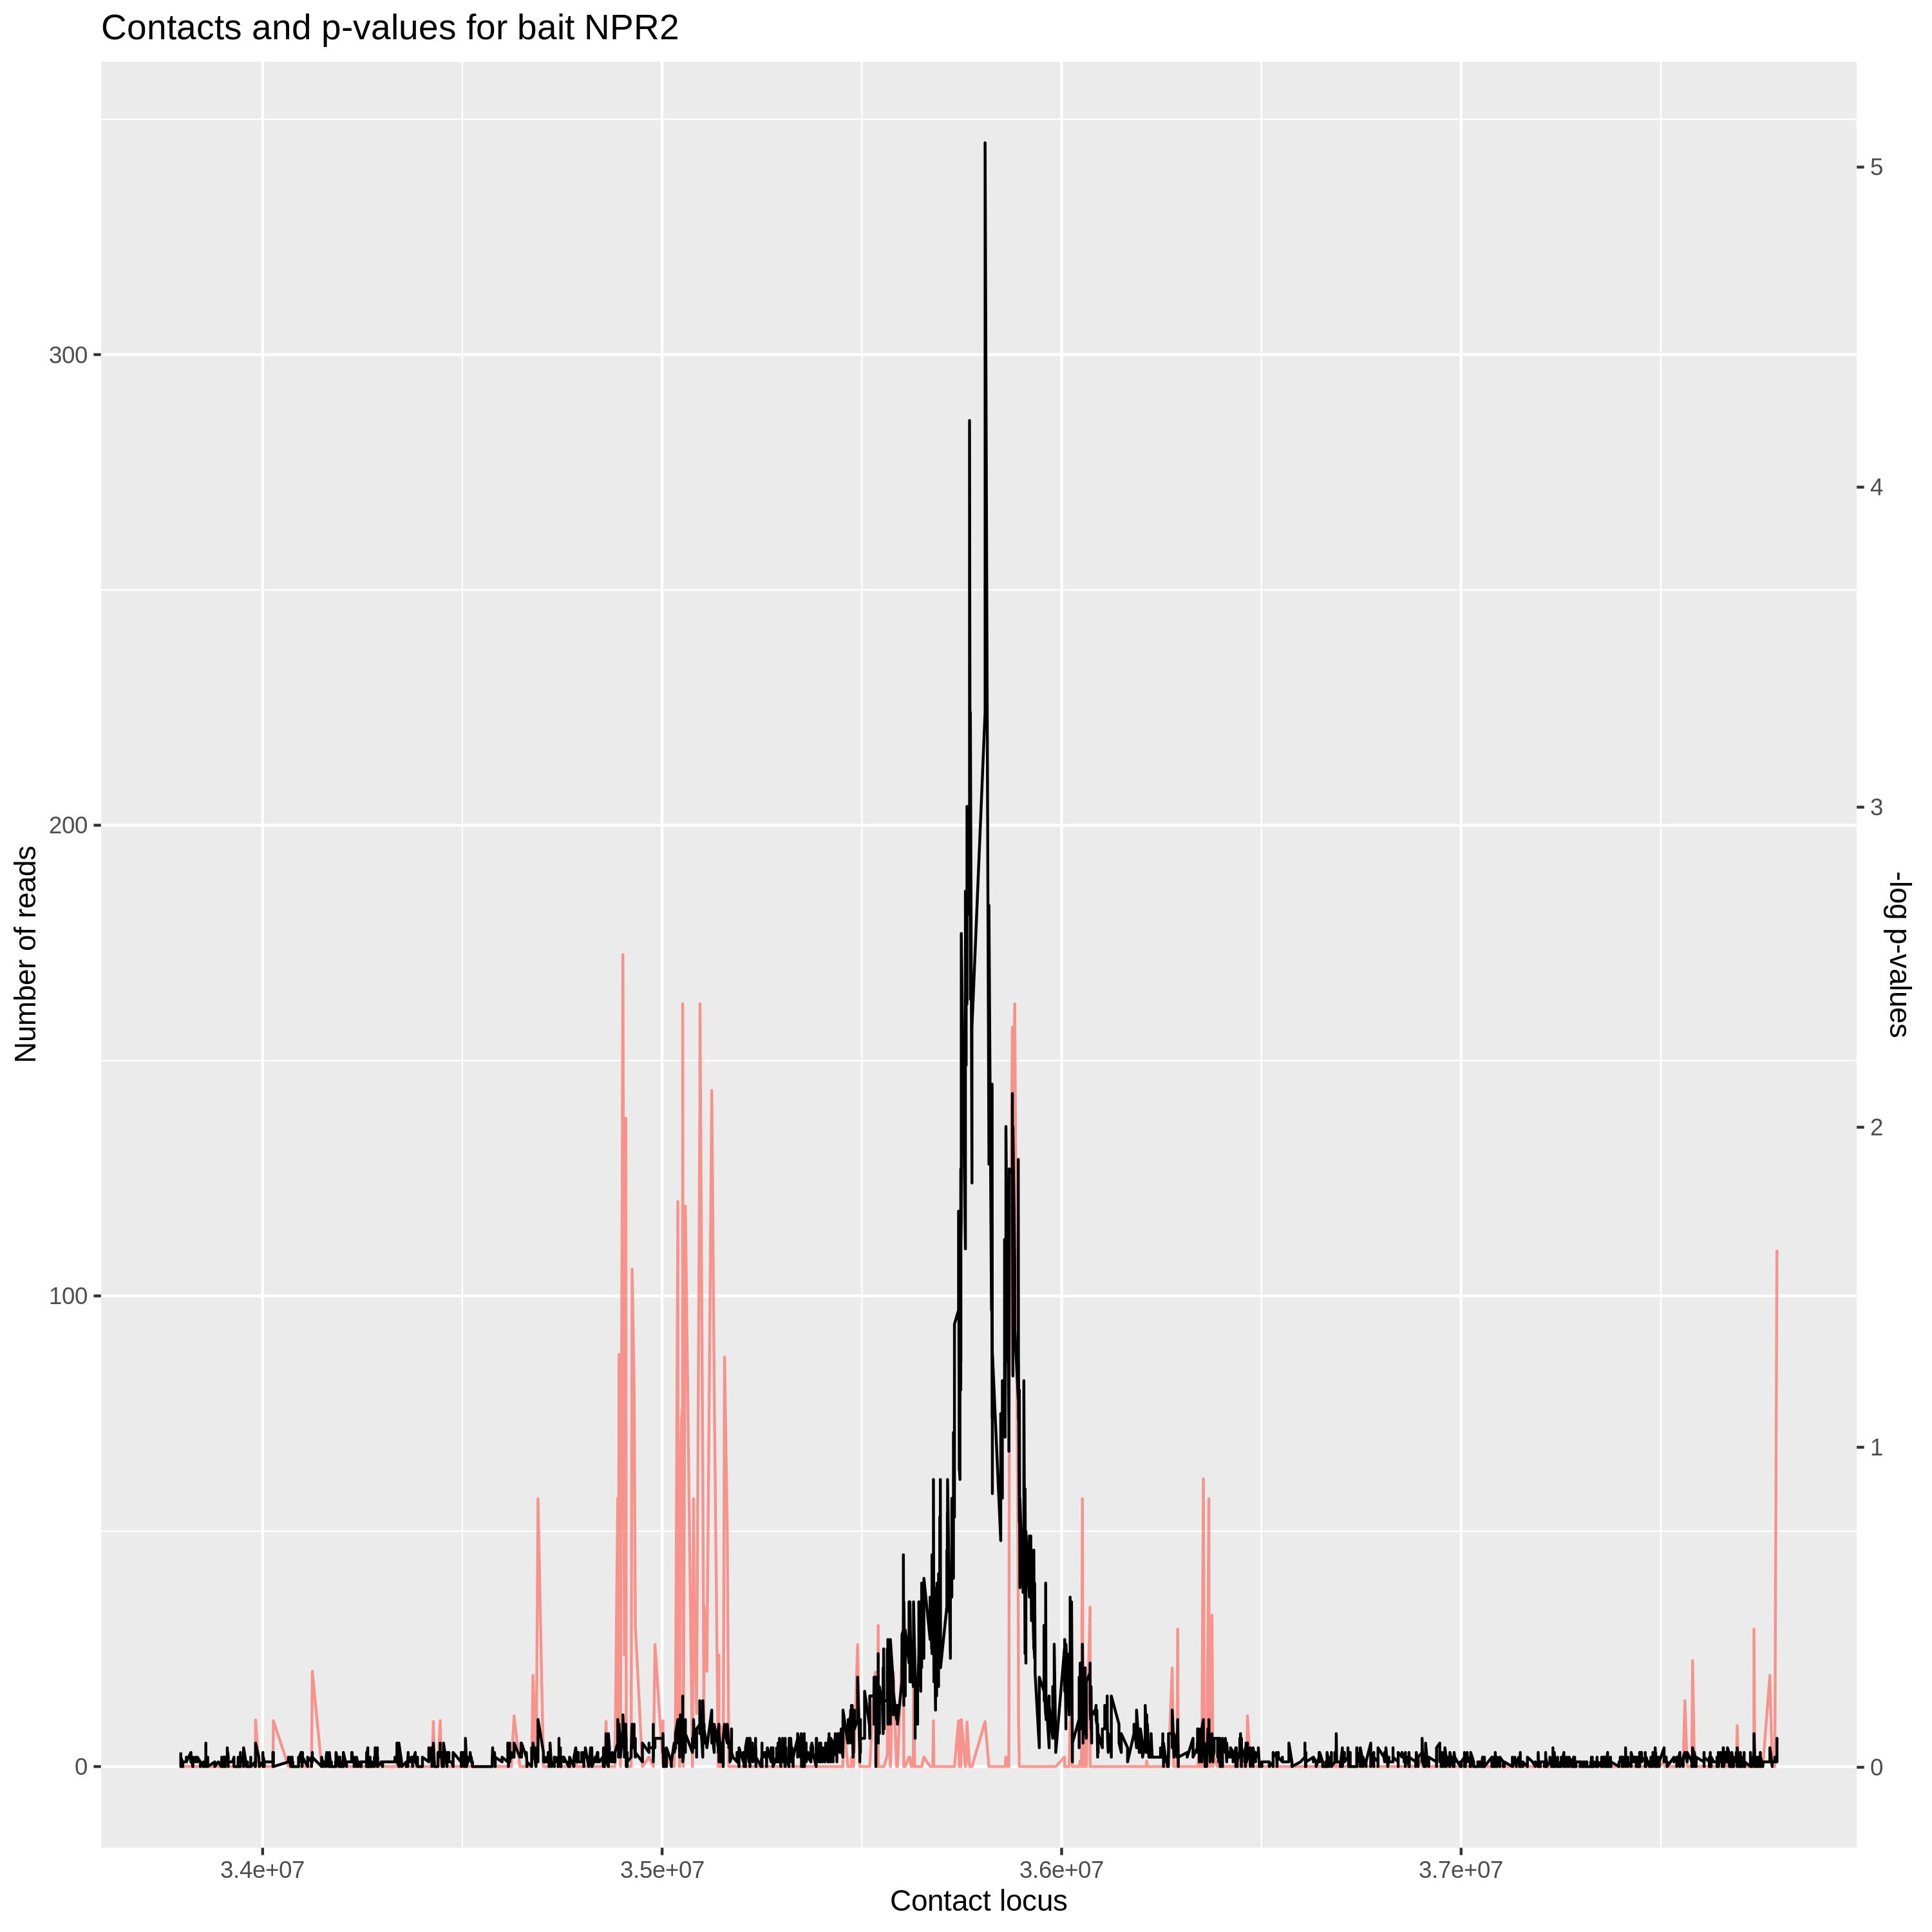 Contacts and p-values for bait NPR2
Number of reads
300
200
100
0
5
4
3
2
1
0
-log p-values
3.4e+07
3.5e+07
3.6e+07
3.7e+07
Contact locus